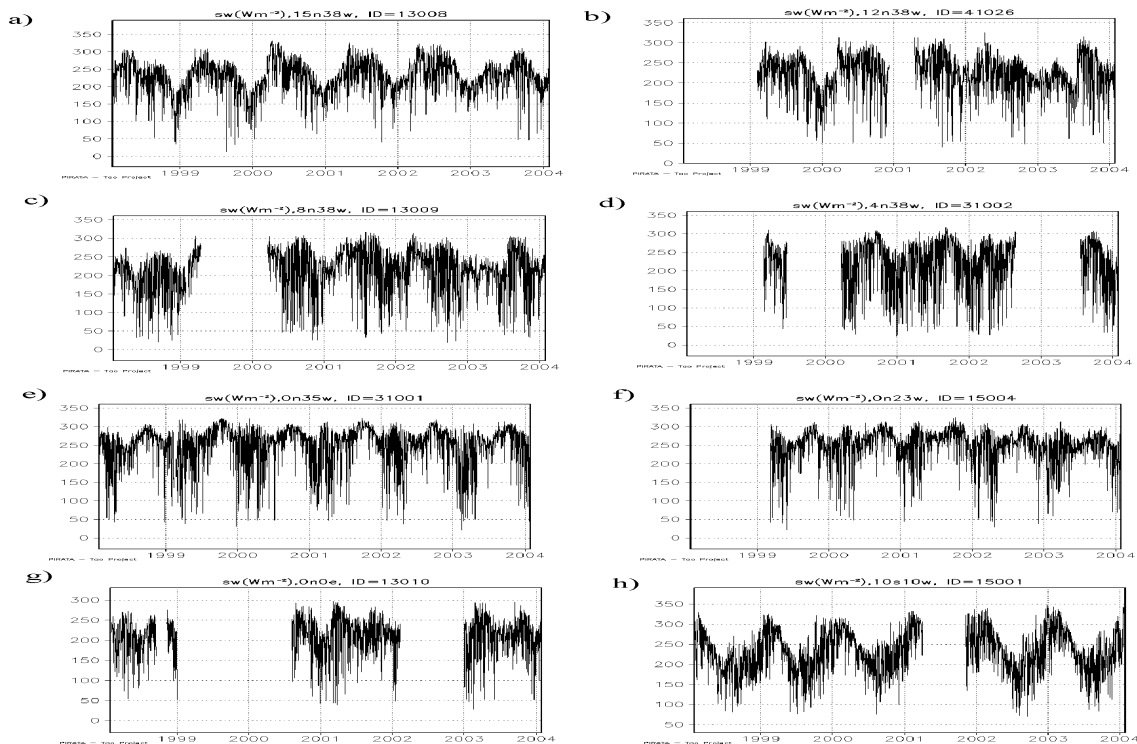 a)
sw(Wm⁻²),15n38w, ID=13008
350
300
250
200
150
100
50
0
1999 2000 2001 2002 2003 2004
PIRATA — Tao Project
b)
sw(Wm⁻²),12n38w, ID=41026
350
300
250
200
150
100
50
0
1999 2000 2001 2002 2003 2004
PIRATA — Tao Project
c)
sw(Wm⁻²),8n38w, ID=13009
350
300
250
200
150
100
50
0
1999 2000 2001 2002 2003 2004
PIRATA — Tao Project
d)
sw(Wm⁻²),4n38w, ID=31002
350
300
250
200
150
100
50
0
1999 2000 2001 2002 2003 2004
PIRATA — Tao Project
e)
sw(Wm⁻²),0n35w, ID=31001
350
300
250
200
150
100
50
0
1999 2000 2001 2002 2003 2004
PIRATA — Tao Project
f)
sw(Wm⁻²),0n23w, ID=15004
350
300
250
200
150
100
50
0
1999 2000 2001 2002 2003 2004
PIRATA — Tao Project
g)
sw(Wm⁻²),0n0e, ID=13010
300
250
200
150
100
50
0
1999 2000 2001 2002 2003 2004
PIRATA — Tao Project
h)
sw(Wm⁻²),10s10w, ID=15001
350
300
250
200
150
100
50
1999 2000 2001 2002 2003 2004
PIRATA — Tao Project